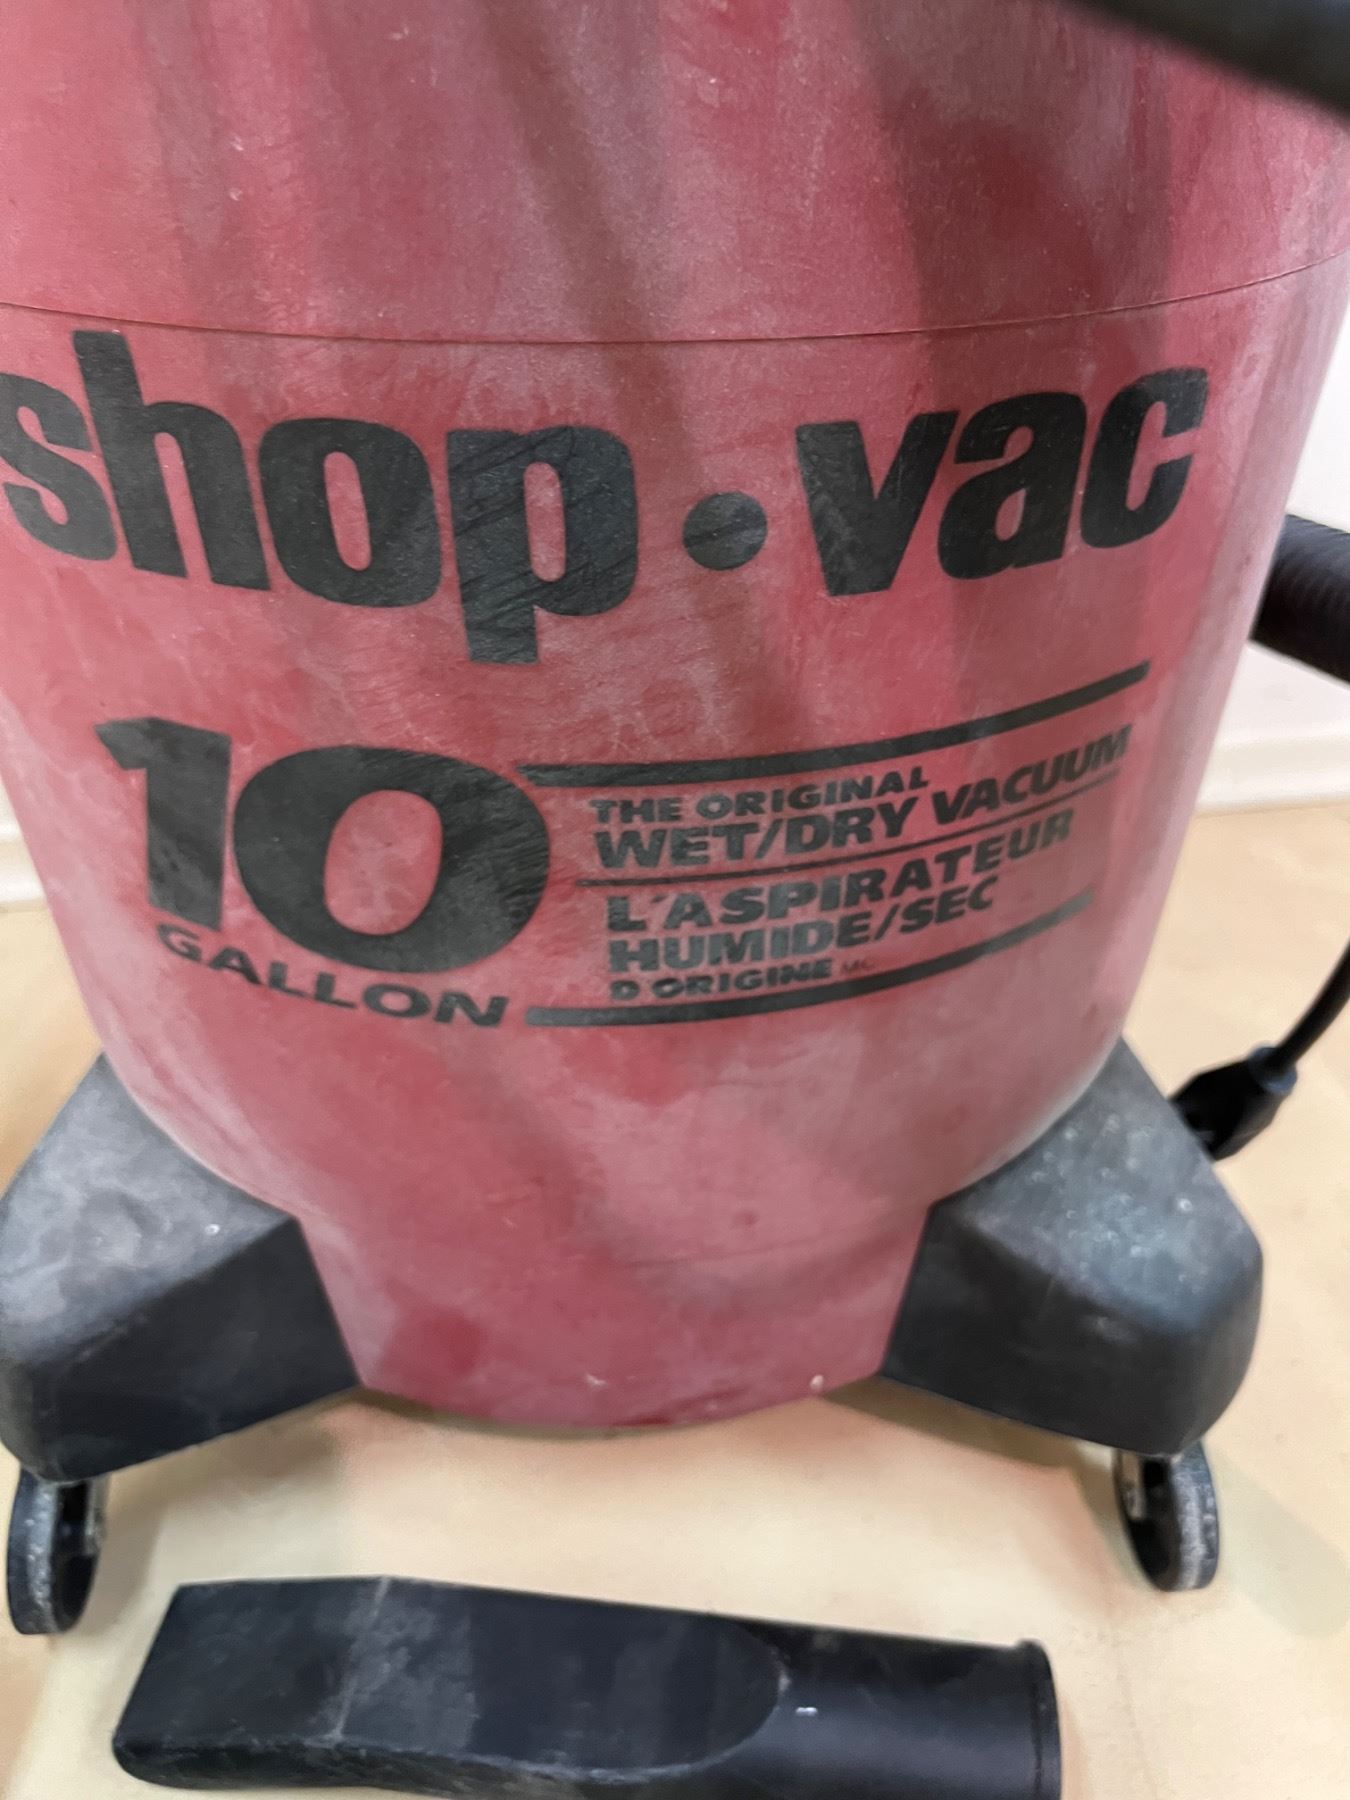 shop•vac
10
GALLON
THE ORIGINAL
WET/DRY VACUUM
L'ASPIRATEUR
HUMIDE/SEC
D'ORIGINE MC